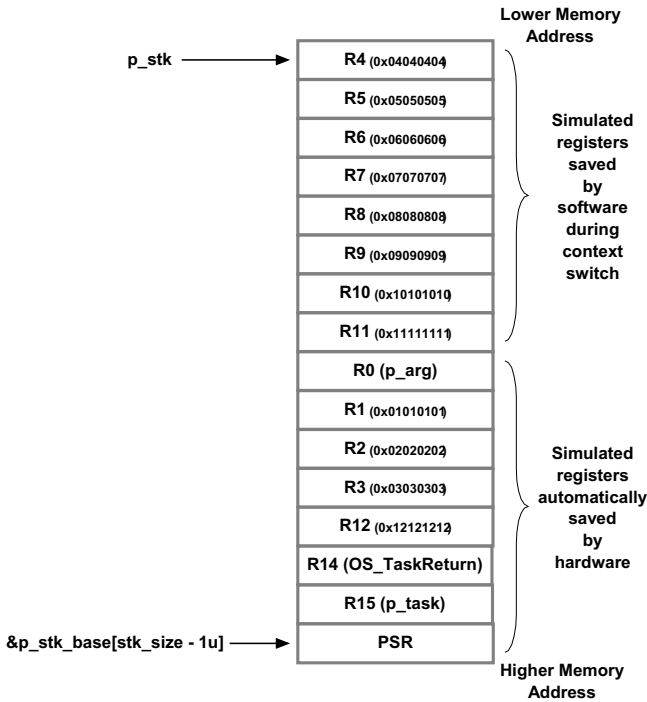 Lower Memory
Address
p_stk
R4 (0x04040404)
R5 (0x05050505)
R6 (0x06060606)
R7 (0x07070707)
R8 (0x08080808)
R9 (0x09090909)
R10 (0x10101010)
R11 (0x11111111)
Simulated
registers
saved
by
software
during
context
switch
R0 (p_arg)
R1 (0x01010101)
R2 (0x02020202)
R3 (0x03030303)
R12 (0x12121212)
R14 (OS_TaskReturn)
R15 (p_task)
PSR
Simulated
registers
automatically
saved
by
hardware
&p_stk_base[stk_size - 1u]
Higher Memory
Address